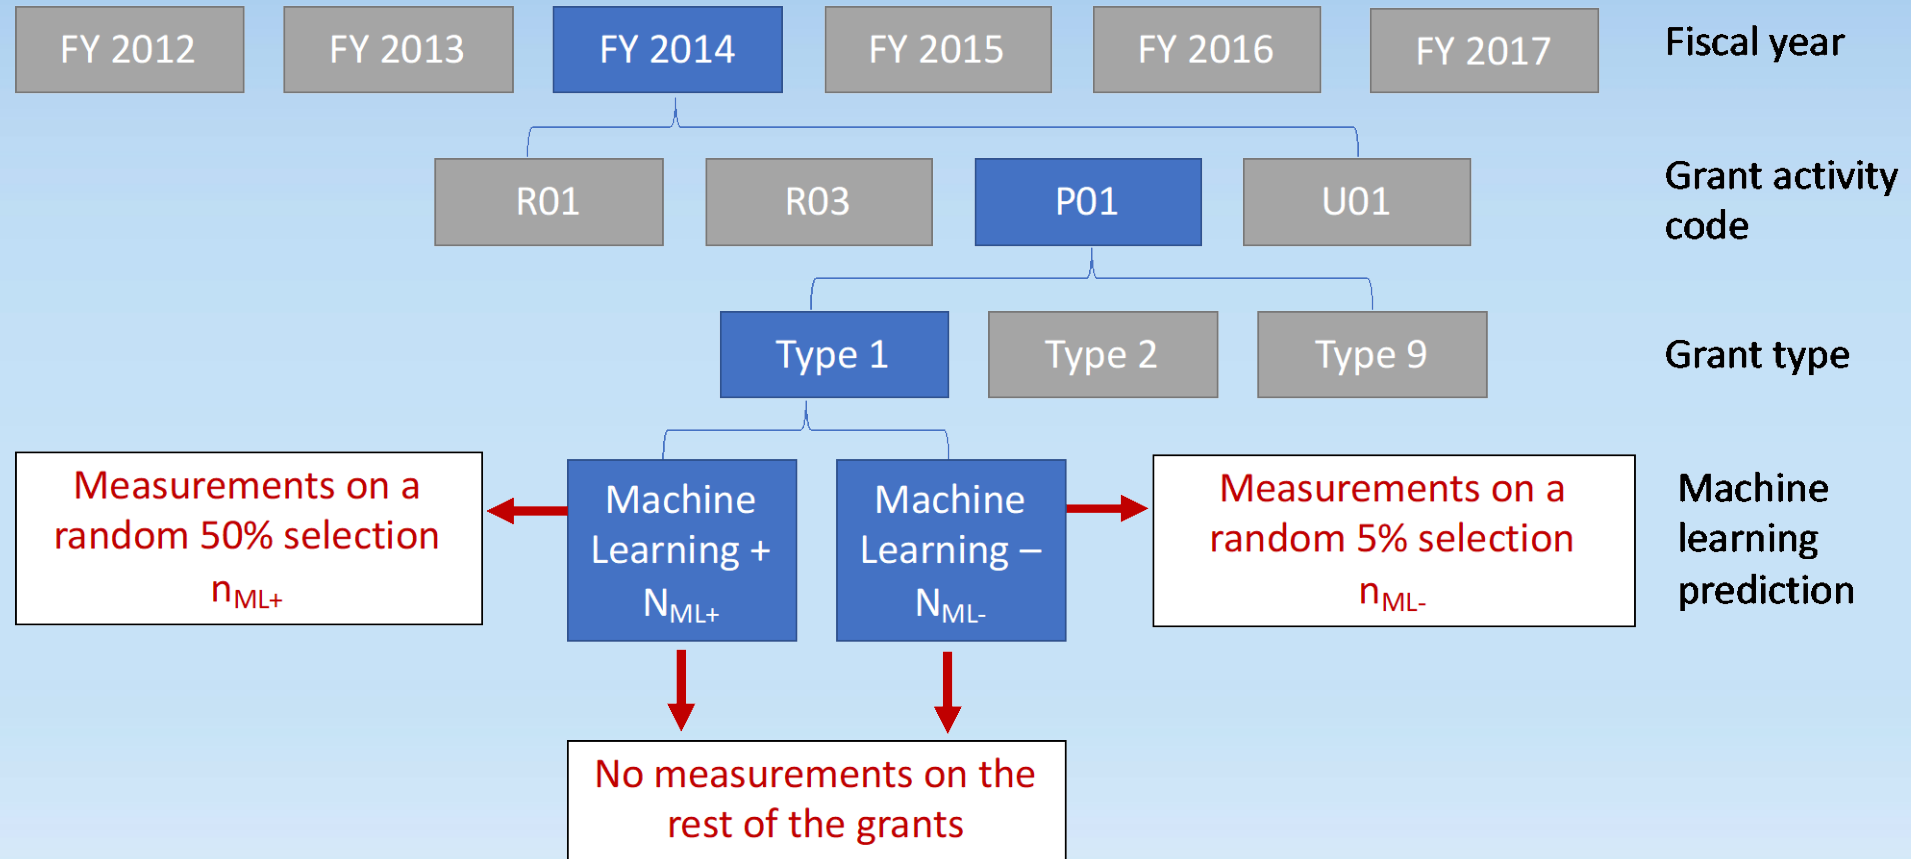 FY 2012
FY 2013
FY 2014
FY 2015
FY 2016
FY 2017
Fiscal year
R01
R03
P01
U01
Grant activity
code
Type 1
Type 2
Type 9
Grant type
Measurements on a
random 50% selection
nML+
Machine
Learning +
NML+
Machine
Learning –
NML-
Measurements on a
random 5% selection
nML-
Machine
learning
prediction
No measurements on the
rest of the grants